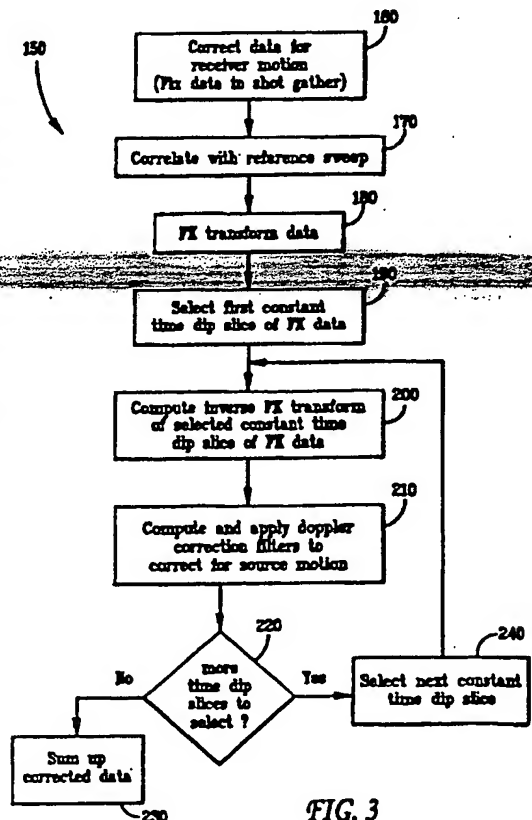 150
160
Correct data for
receiver motion
(Fix data in shot gather)
170
Correlate with reference sweep
180
FK transform data
190
Select first constant
time dip slice of FK data
200
Compute inverse FK transform
of selected constant time
dip slice of FK data
210
Compute and apply doppler
correction filters to
correct for source motion
220
more
time dip
slices to
select ?
No
Yes
240
Select next constant
time dip slice
Sum up
corrected data
230
FIG. 3